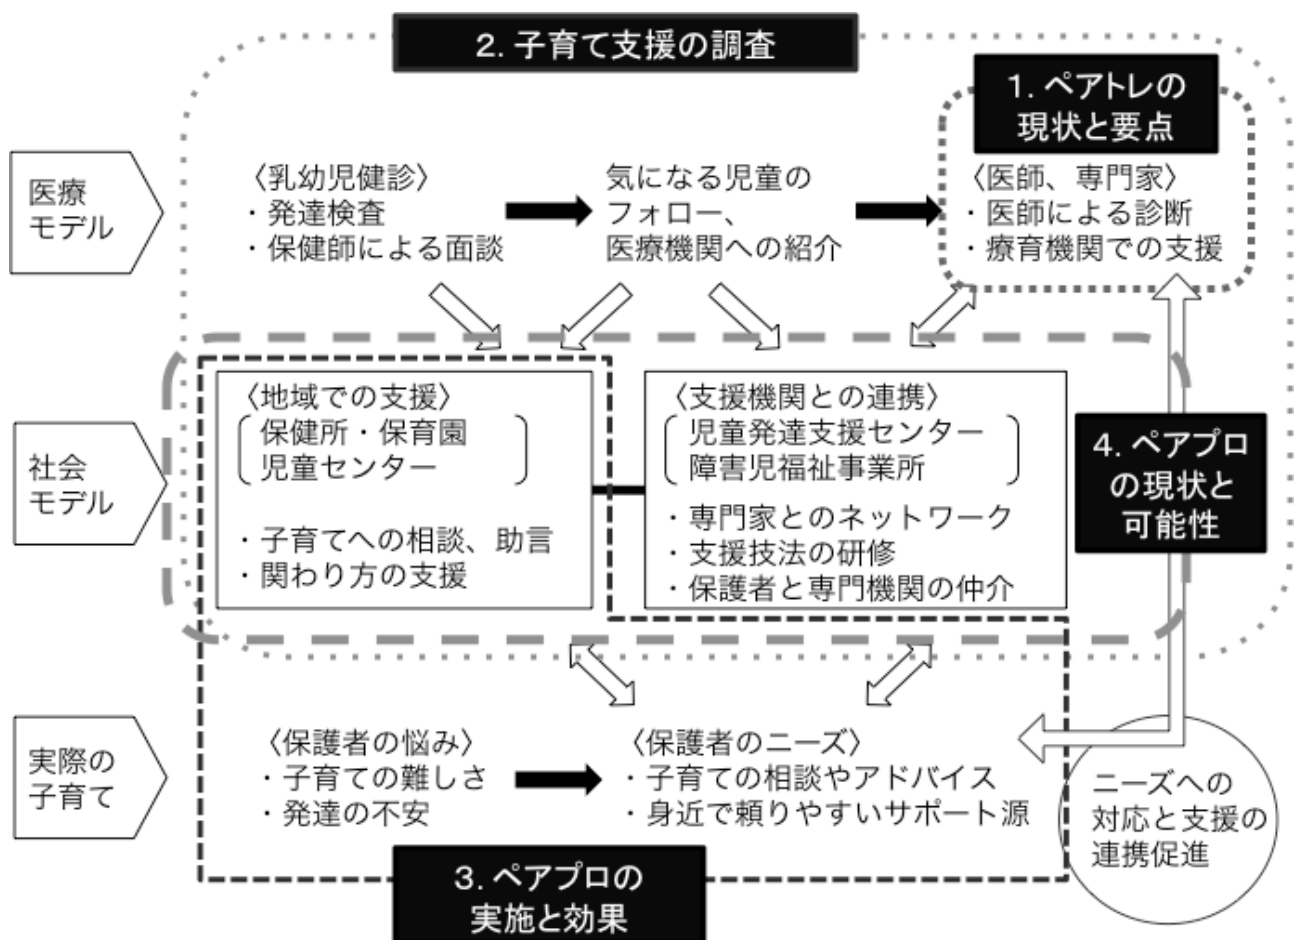 2. 子育て支援の調査
1. ペアトレの
現状と要点
医療
モデル
〈乳幼児健診〉
・発達検査
・保健師による面談
気になる児童の
フォロー、
医療機関への紹介
〈医師、専門家〉
・医師による診断
・療育機関での支援
社会
モデル
〈地域での支援〉
保健所・保育園
児童センター
・子育てへの相談、助言
・関わり方の支援
〈支援機関との連携〉
児童発達支援センター
障害児福祉事業所
・専門家とのネットワーク
・支援技法の研修
・保護者と専門機関の仲介
4. ペアプロ
の現状と
可能性
実際の
子育て
〈保護者の悩み〉
・子育ての難しさ
・発達の不安
〈保護者のニーズ〉
・子育ての相談やアドバイス
・身近で頼りやすいサポート源
ニーズへの
対応と支援の
連携促進
3. ペアプロの
実施と効果